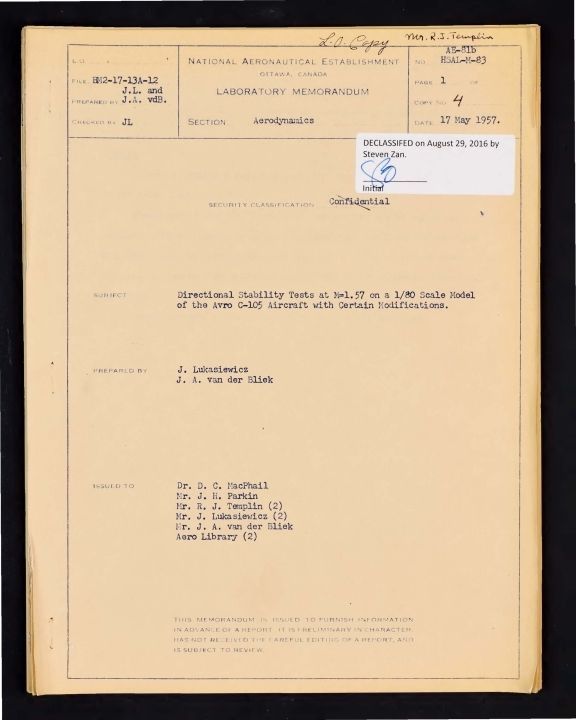 L.O. Copy
Mr. R.J. Templin
L.O.
FILE BM2-17-13A-12
J.L. and
PREPARED BY J.A. vdB.
CHECKED BY JL
NATIONAL AERONAUTICAL ESTABLISHMENT
OTTAWA, CANADA
LABORATORY MEMORANDUM
SECTION Aerodynamics
AE-81b
NO. HSAL-M-83
PAGE 1 OF
COPY NO 4
DATE 17 May 1957.
DECLASSIFED on August 29, 2016 by
Steven Zan.
Initial
SECURITY CLASSIFICATION Confidential
SUBJECT Directional Stability Tests at M=1.57 on a 1/80 Scale Model
of the Avro C-105 Aircraft with Certain Modifications.
PREPARED BY J. Lukasiewicz
J. A. van der Bliek
ISSUED TO Dr. D. C. MacPhail
Mr. J. H. Parkin
Mr. R. J. Templin (2)
Mr. J. Lukasiewicz (2)
Mr. J. A. van der Bliek
Aero Library (2)
THIS MEMORANDUM IS ISSUED TO FURNISH INFORMATION
IN ADVANCE OF A REPORT. IT IS PRELIMINARY IN CHARACTER,
HAS NOT RECEIVED THE CAREFUL EDITING OF A REPORT, AND
IS SUBJECT TO REVIEW.